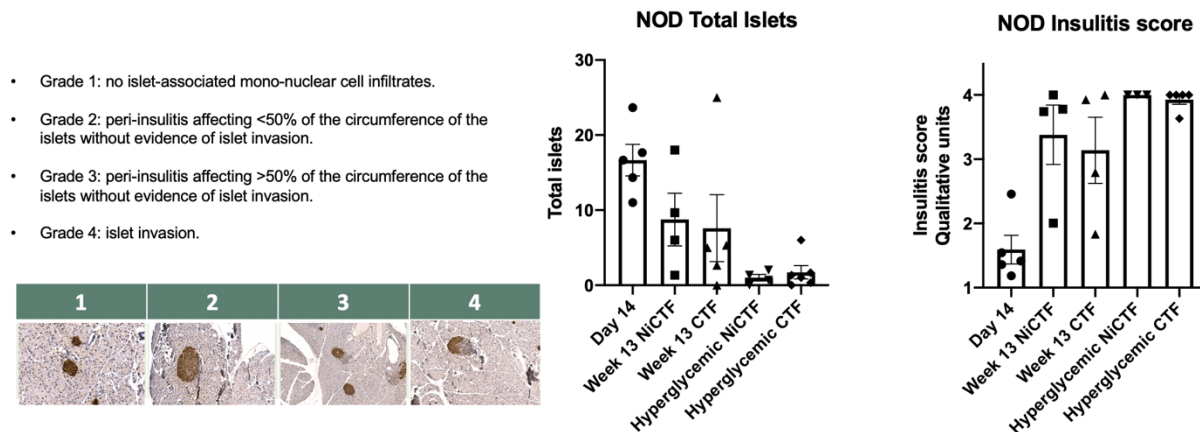 • Grade 1: no islet-associated mono-nuclear cell infiltrates.
• Grade 2: peri-insulitis affecting <50% of the circumference of the
islets without evidence of islet invasion.
• Grade 3: peri-insulitis affecting >50% of the circumference of the
islets without evidence of islet invasion.
• Grade 4: islet invasion.
1 2 3 4
NOD Total Islets
Total islets
30
20
10
0
Day 14
Week 13 NiCTF
Week 13 CTF
Hyperglycemic NiCTF
Hyperglycemic CTF
NOD Insulitis score
Insulitis score
Qualitative units
4
3
2
1
Day 14
Week 13 NiCTF
Week 13 CTF
Hyperglycemic NiCTF
Hyperglycemic CTF